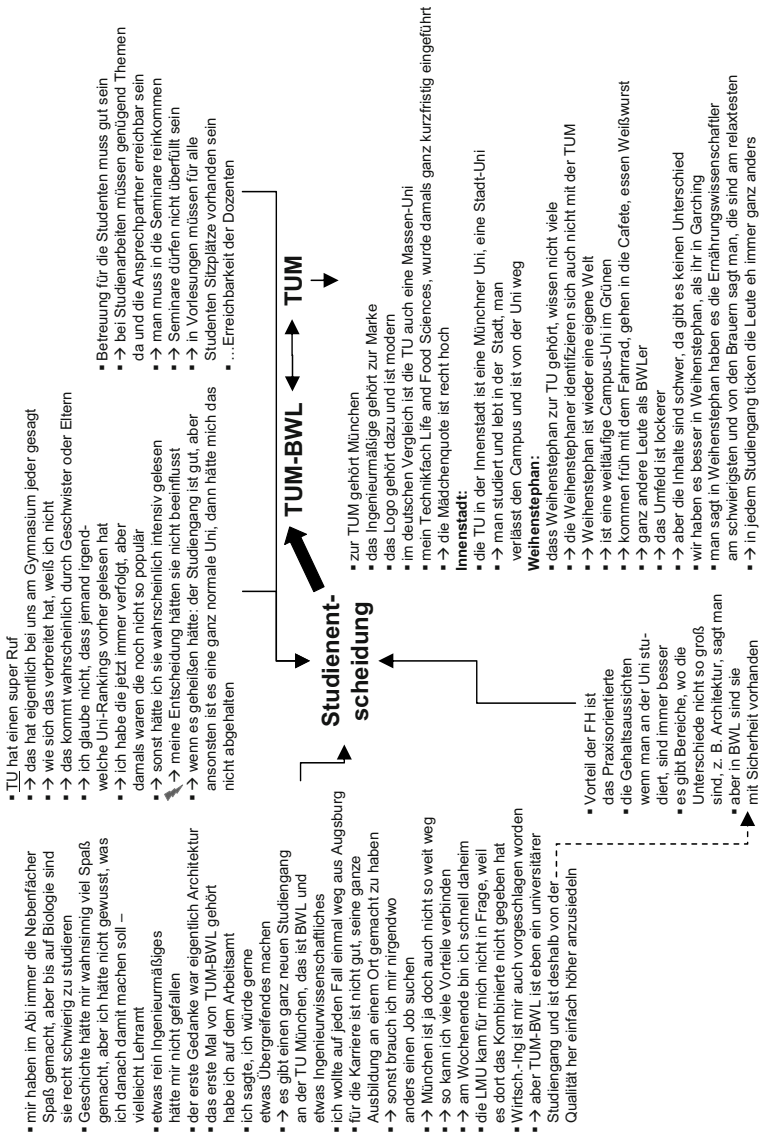 ▪ mir haben im Abi immer die Nebenfächer
Spaß gemacht, aber bis auf Biologie sind
sie recht schwierig zu studieren
▪ Geschichte hätte mir wahnsinnig viel Spaß
gemacht, aber ich hätte nicht gewusst, was
ich danach damit machen soll –
vielleicht Lehramt
▪ etwas rein Ingenieurmäßiges
hätte mir nicht gefallen
▪ der erste Gedanke war eigentlich Architektur
▪ das erste Mal von TUM-BWL gehört
habe ich auf dem Arbeitsamt
▪ ich sagte, ich würde gerne
etwas Übergreifendes machen
▪ → es gibt einen ganz neuen Studiengang
an der TU München, das ist BWL und
etwas Ingenieurwissenschaftliches
▪ ich wollte auf jeden Fall einmal weg aus Augsburg
▪ für die Karriere ist nicht gut, seine ganze
Ausbildung an einem Ort gemacht zu haben
▪ → sonst brauch ich mir nirgendwo
anders einen Job suchen
▪ → München ist ja doch auch nicht so weit weg
▪ → so kann ich viele Vorteile verbinden
▪ → am Wochenende bin ich schnell daheim
▪ die LMU kam für mich nicht in Frage, weil
es dort das Kombinierte nicht gegeben hat
▪ Wirtsch.-Ing ist mir auch vorgeschlagen worden
▪ → aber TUM-BWL ist eben ein universitärer
Studiengang und ist deshalb von der
Qualität her einfach höher anzusiedeln
▪ TU hat einen super Ruf
▪ → das hat eigentlich bei uns am Gymnasium jeder gesagt
▪ → wie sich das verbreitet hat, weiß ich nicht
▪ → das kommt wahrscheinlich durch Geschwister oder Eltern
▪ → ich glaube nicht, dass jemand irgend-
welche Uni-Rankings vorher gelesen hat
▪ → ich habe die jetzt immer verfolgt, aber
damals waren die noch nicht so populär
▪ → sonst hätte ich sie wahrscheinlich intensiv gelesen
▪ → meine Entscheidung hätten sie nicht beeinflusst
▪ → wenn es geheißen hätte: der Studiengang ist gut, aber
ansonsten ist es eine ganz normale Uni, dann hätte mich das
nicht abgehalten
Studienent-
scheidung
▪ Vorteil der FH ist
das Praxisorientierte
▪ die Gehaltsaussichten
wenn man an der Uni stu-
diert, sind immer besser
▪ es gibt Bereiche, wo die
Unterschiede nicht so groß
sind, z. B. Architektur, sagt man
▪ aber in BWL sind sie
mit Sicherheit vorhanden
▪ Betreuung für die Studenten muss gut sein
▪ → bei Studienarbeiten müssen genügend Themen
da und die Ansprechpartner erreichbar sein
▪ → man muss in die Seminare reinkommen
▪ → Seminare dürfen nicht überfüllt sein
▪ → in Vorlesungen müssen für alle
Studenten Sitzplätze vorhanden sein
▪ …Erreichbarkeit der Dozenten
TUM-BWL
TUM
▪ zur TUM gehört München
▪ das Ingenieurmäßige gehört zur Marke
▪ das Logo gehört dazu und ist modern
▪ im deutschen Vergleich ist die TU auch eine Massen-Uni
▪ mein Technikfach Life and Food Sciences, wurde damals ganz kurzfristig eingeführt
▪ → die Mädchenquote ist recht hoch
Innenstadt:
▪ die TU in der Innenstadt ist eine Münchner Uni, eine Stadt-Uni
▪ → man studiert und lebt in der Stadt, man
verlässt den Campus und ist von der Uni weg
Weihenstephan:
▪ dass Weihenstephan zur TU gehört, wissen nicht viele
▪ → die Weihenstephaner identifizieren sich auch nicht mit der TUM
▪ → Weihenstephan ist wieder eine eigene Welt
▪ → ist eine weitläufige Campus-Uni im Grünen
▪ → kommen früh mit dem Fahrrad, gehen in die Cafete, essen Weißwurst
▪ → ganz andere Leute als BWLer
▪ → das Umfeld ist lockerer
▪ → aber die Inhalte sind schwer, da gibt es keinen Unterschied
▪ wir haben es besser in Weihenstephan, als ihr in Garching
▪ man sagt in Weihenstephan haben es die Ernährungswissenschaftler
am schwierigsten und von den Brauern sagt man, die sind am relaxtesten
▪ → in jedem Studiengang ticken die Leute eh immer ganz anders